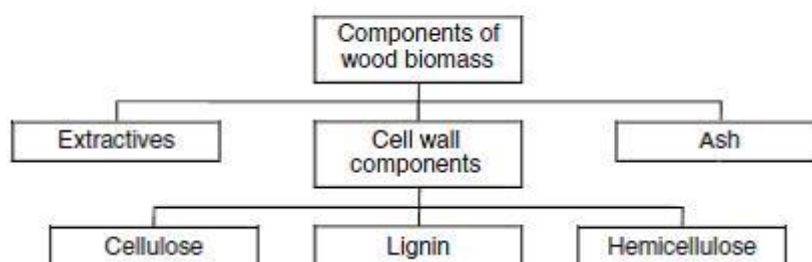 Components of
wood biomass
Extractives
Cell wall
components
Ash
Cellulose
Lignin
Hemicellulose